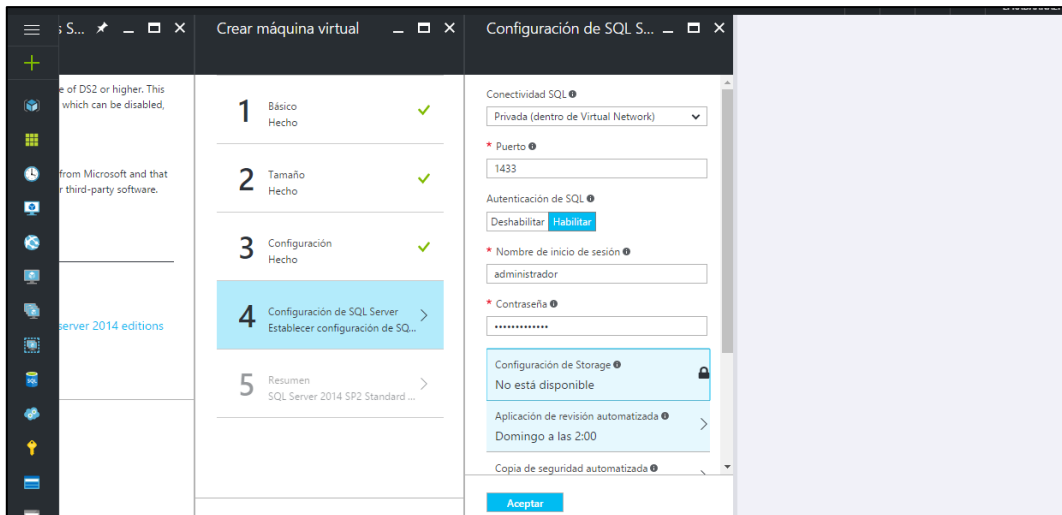 s S...
Crear máquina virtual
Configuración de SQL S...
e of DS2 or higher. This
which can be disabled,
from Microsoft and that
r third-party software.
server 2014 editions
1
Básico
Hecho
2
Tamaño
Hecho
3
Configuración
Hecho
4
Configuración de SQL Server
Establecer configuración de SQ...
5
Resumen
SQL Server 2014 SP2 Standard ...
Conectividad SQL
Privada (dentro de Virtual Network)
* Puerto
1433
Autenticación de SQL
Deshabilitar Habilitar
* Nombre de inicio de sesión
administrador
* Contraseña
•••••••••••••
Configuración de Storage
No está disponible
Aplicación de revisión automatizada
Domingo a las 2:00
Copia de seguridad automatizada
Aceptar